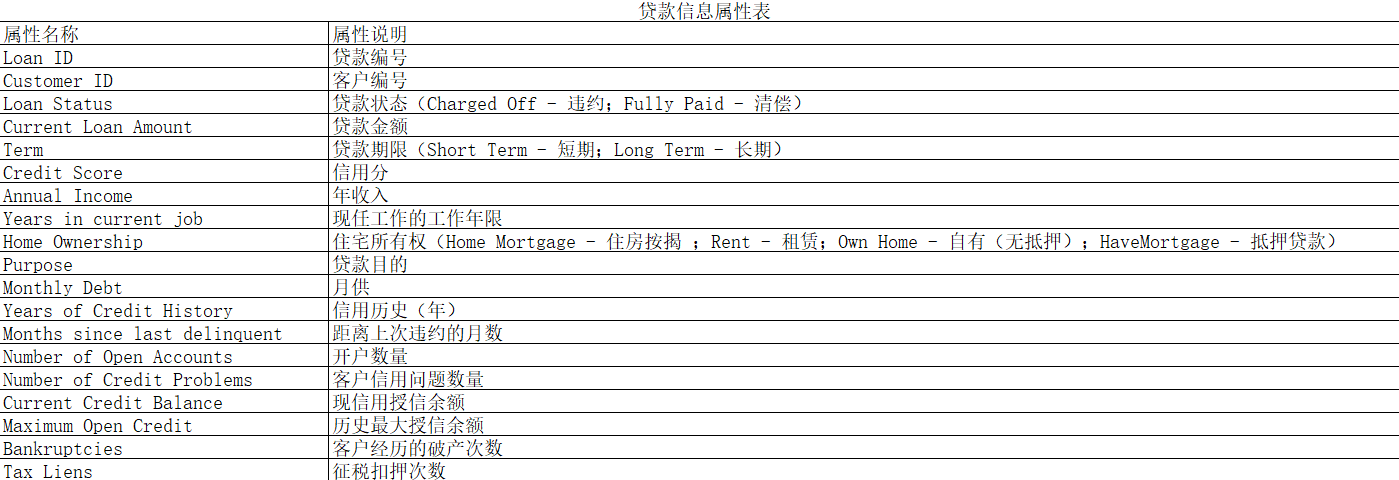 贷款信息属性表
属性名称 属性说明
Loan ID 贷款编号
Customer ID 客户编号
Loan Status 贷款状态（Charged Off - 违约；Fully Paid - 清偿）
Current Loan Amount 贷款金额
Term 贷款期限（Short Term - 短期；Long Term - 长期）
Credit Score 信用分
Annual Income 年收入
Years in current job 现任工作的工作年限
Home Ownership 住宅所有权（Home Mortgage - 住房按揭 ；Rent - 租赁；Own Home - 自有（无抵押）；HaveMortgage - 抵押贷款）
Purpose 贷款目的
Monthly Debt 月供
Years of Credit History 信用历史（年）
Months since last delinquent 距离上次违约的月数
Number of Open Accounts 开户数量
Number of Credit Problems 客户信用问题数量
Current Credit Balance 现信用授信余额
Maximum Open Credit 历史最大授信余额
Bankruptcies 客户经历的破产次数
Tax Liens 征税扣押次数